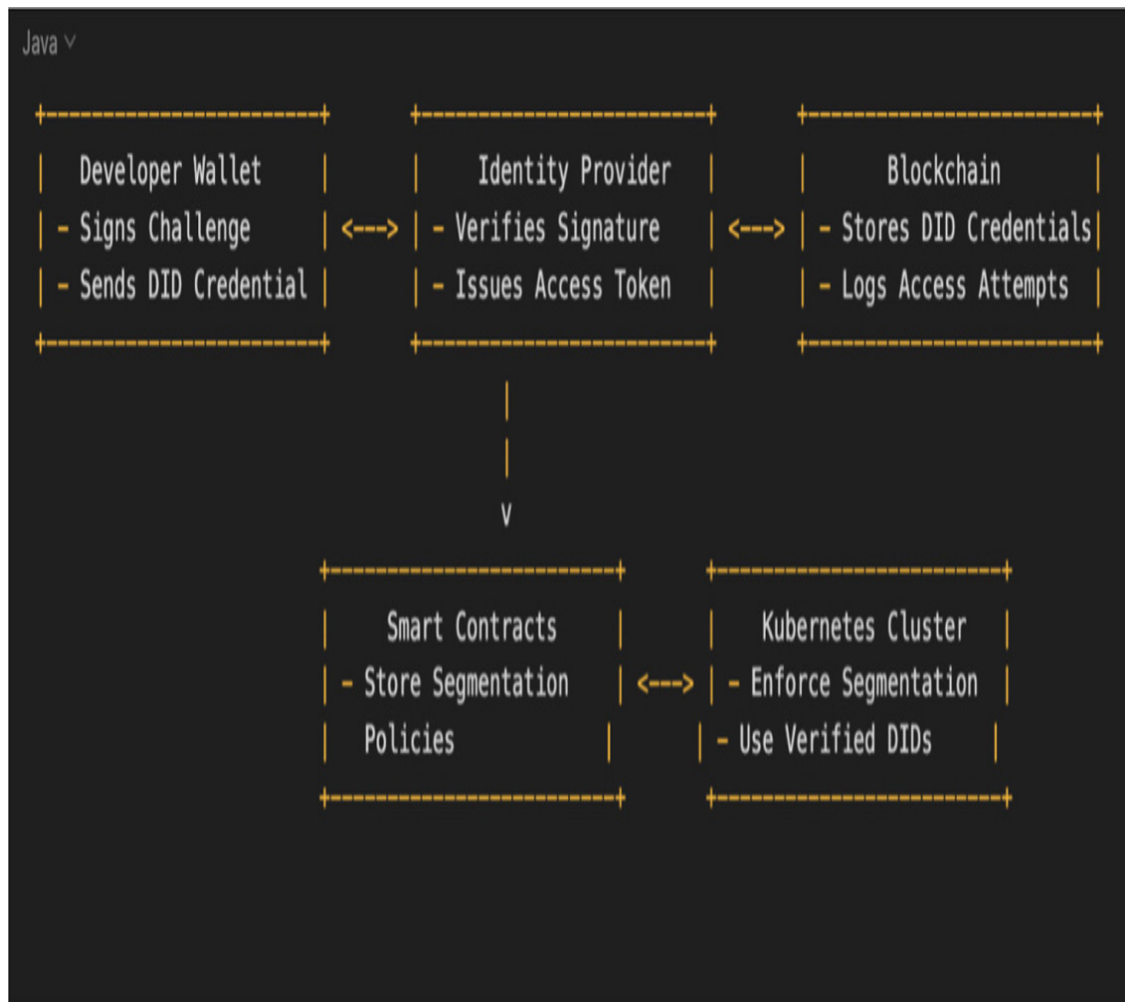 Java
Developer Wallet Identity Provider Blockchain
- Signs Challenge <---> - Verifies Signature <---> - Stores DID Credentials
- Sends DID Credential - Issues Access Token - Logs Access Attempts
v
Smart Contracts Kubernetes Cluster
- Store Segmentation <---> - Enforce Segmentation
Policies - Use Verified DIDs